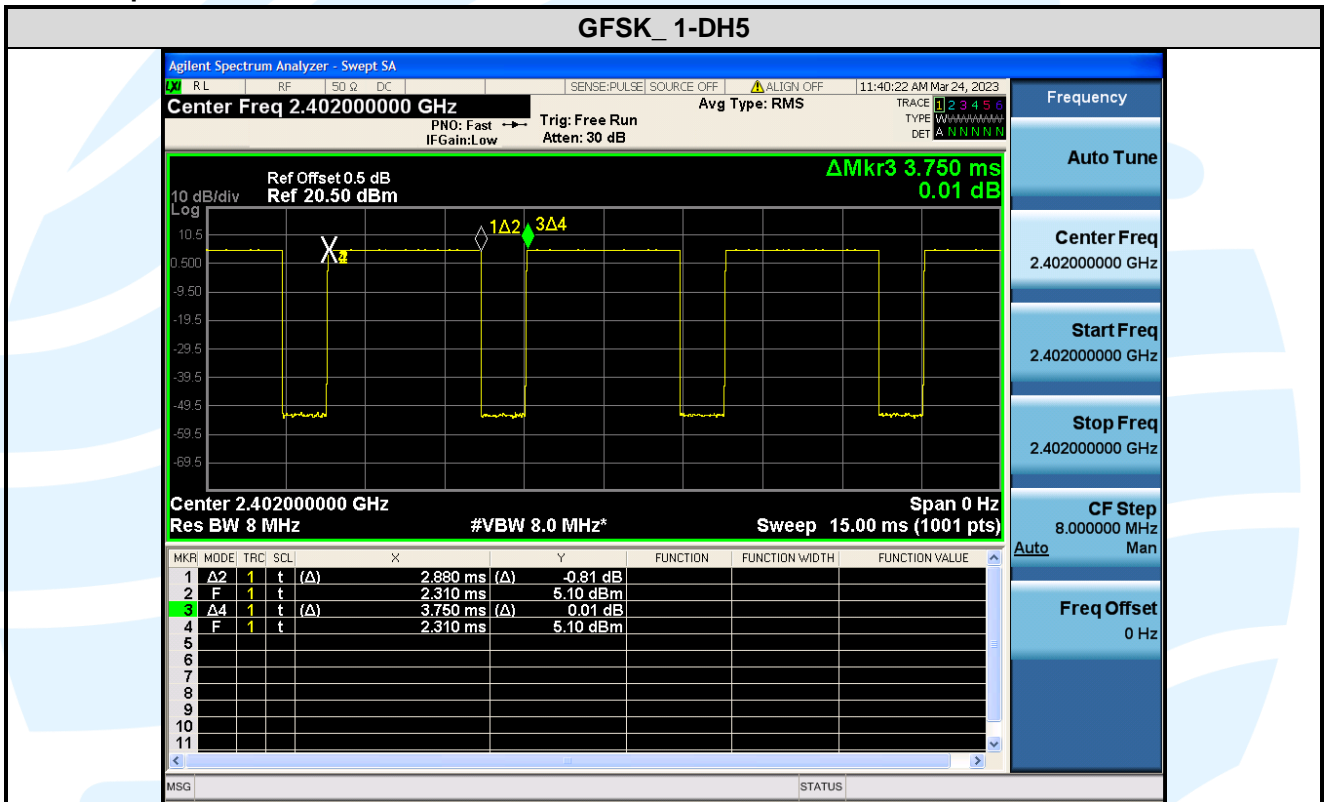 GFSK_ 1-DH5
Agilent Spectrum Analyzer - Swept SA
LXI RL RF 50 Ω DC SENSE:PULSE SOURCE OFF ⚠ALIGN OFF 11:40:22 AM Mar 24, 2023
Center Freq 2.402000000 GHz
PNO: Fast
IFGain:Low
Trig: Free Run
Atten: 30 dB
Avg Type: RMS
TRACE 1 2 3 4 5 6
TYPE
DET A N N N N N
ΔMkr3 3.750 ms
0.01 dB
Ref Offset 0.5 dB
10 dB/div Ref 20.50 dBm
Log
10.5
0.500
-9.50
-19.5
-29.5
-39.5
-49.5
-59.5
-69.5
1Δ2
3Δ4
X
Center 2.402000000 GHz Span 0 Hz
Res BW 8 MHz #VBW 8.0 MHz* Sweep 15.00 ms (1001 pts)
MKR MODE TRC SCL X Y FUNCTION FUNCTION WIDTH FUNCTION VALUE
1 Δ2 1 t (Δ) 2.880 ms (Δ) -0.81 dB
2 F 1 t 2.310 ms 5.10 dBm
3 Δ4 1 t (Δ) 3.750 ms (Δ) 0.01 dB
4 F 1 t 2.310 ms 5.10 dBm
5
6
7
8
9
10
11
MSG STATUS
Frequency
Auto Tune
Center Freq
2.402000000 GHz
Start Freq
2.402000000 GHz
Stop Freq
2.402000000 GHz
CF Step
8.000000 MHz
Auto Man
Freq Offset
0 Hz